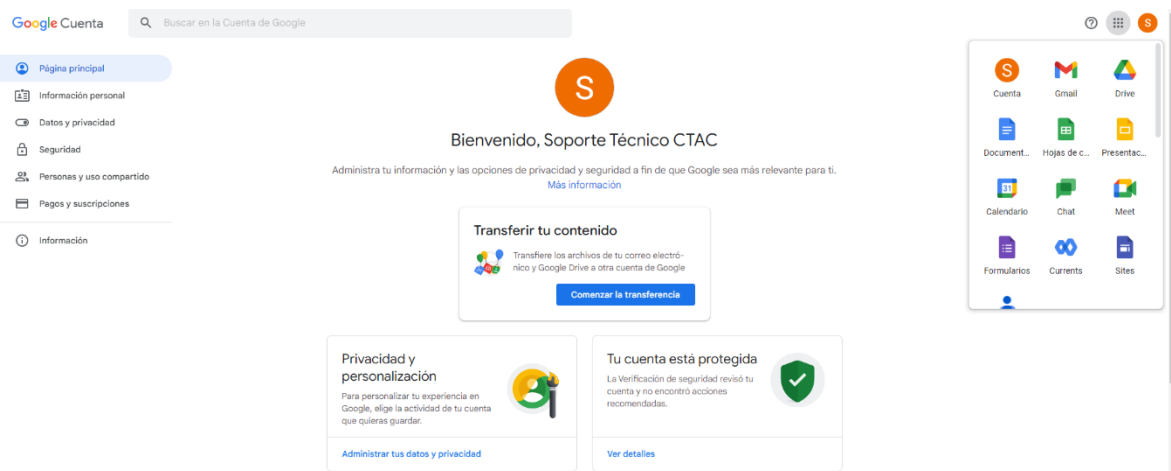 Google Cuenta
Buscar en la Cuenta de Google
S
Página principal
Información personal
Datos y privacidad
Seguridad
Personas y uso compartido
Pagos y suscripciones
Información
S
Bienvenido, Soporte Técnico CTAC
Administra tu información y las opciones de privacidad y seguridad a fin de que Google sea más relevante para ti.
Más información
Transferir tu contenido
Transfiere los archivos de tu correo electró-
nico y Google Drive a otra cuenta de Google
Comenzar la transferencia
Privacidad y
personalización
Para personalizar tu experiencia en
Google, elige la actividad de tu cuenta
que quieras guardar.
Administrar tus datos y privacidad
Tu cuenta está protegida
La Verificación de seguridad revisó tu
cuenta y no encontró acciones
recomendadas.
Ver detalles
S
Cuenta Gmail Drive
Document... Hojas de c... Presentac...
31
Calendario Chat Meet
Formularios Currents Sites